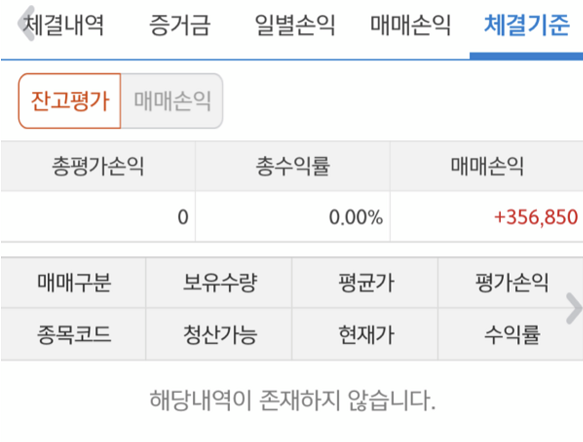 체결내역 증거금 일별손익 매매손익 체결기준
잔고평가 매매손익
총평가손익 총수익률 매매손익
0 0.00% +356,850
매매구분 보유수량 평균가 평가손익
종목코드 청산가능 현재가 수익률
해당내역이 존재하지 않습니다.